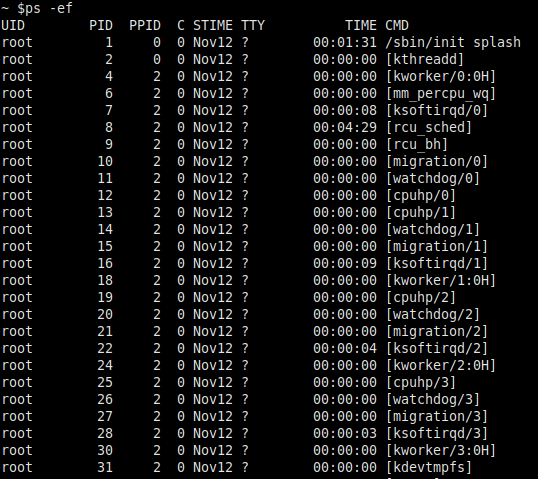 ~ $ps -ef
UID        PID  PPID  C STIME TTY          TIME CMD
root         1     0  0 Nov12 ?        00:01:31 /sbin/init splash
root         2     0  0 Nov12 ?        00:00:00 [kthreadd]
root         4     2  0 Nov12 ?        00:00:00 [kworker/0:0H]
root         6     2  0 Nov12 ?        00:00:00 [mm_percpu_wq]
root         7     2  0 Nov12 ?        00:00:08 [ksoftirqd/0]
root         8     2  0 Nov12 ?        00:04:29 [rcu_sched]
root         9     2  0 Nov12 ?        00:00:00 [rcu_bh]
root        10     2  0 Nov12 ?        00:00:00 [migration/0]
root        11     2  0 Nov12 ?        00:00:00 [watchdog/0]
root        12     2  0 Nov12 ?        00:00:00 [cpuhp/0]
root        13     2  0 Nov12 ?        00:00:00 [cpuhp/1]
root        14     2  0 Nov12 ?        00:00:00 [watchdog/1]
root        15     2  0 Nov12 ?        00:00:00 [migration/1]
root        16     2  0 Nov12 ?        00:00:09 [ksoftirqd/1]
root        18     2  0 Nov12 ?        00:00:00 [kworker/1:0H]
root        19     2  0 Nov12 ?        00:00:00 [cpuhp/2]
root        20     2  0 Nov12 ?        00:00:00 [watchdog/2]
root        21     2  0 Nov12 ?        00:00:00 [migration/2]
root        22     2  0 Nov12 ?        00:00:04 [ksoftirqd/2]
root        24     2  0 Nov12 ?        00:00:00 [kworker/2:0H]
root        25     2  0 Nov12 ?        00:00:00 [cpuhp/3]
root        26     2  0 Nov12 ?        00:00:00 [watchdog/3]
root        27     2  0 Nov12 ?        00:00:00 [migration/3]
root        28     2  0 Nov12 ?        00:00:03 [ksoftirqd/3]
root        30     2  0 Nov12 ?        00:00:00 [kworker/3:0H]
root        31     2  0 Nov12 ?        00:00:00 [kdevtmpfs]